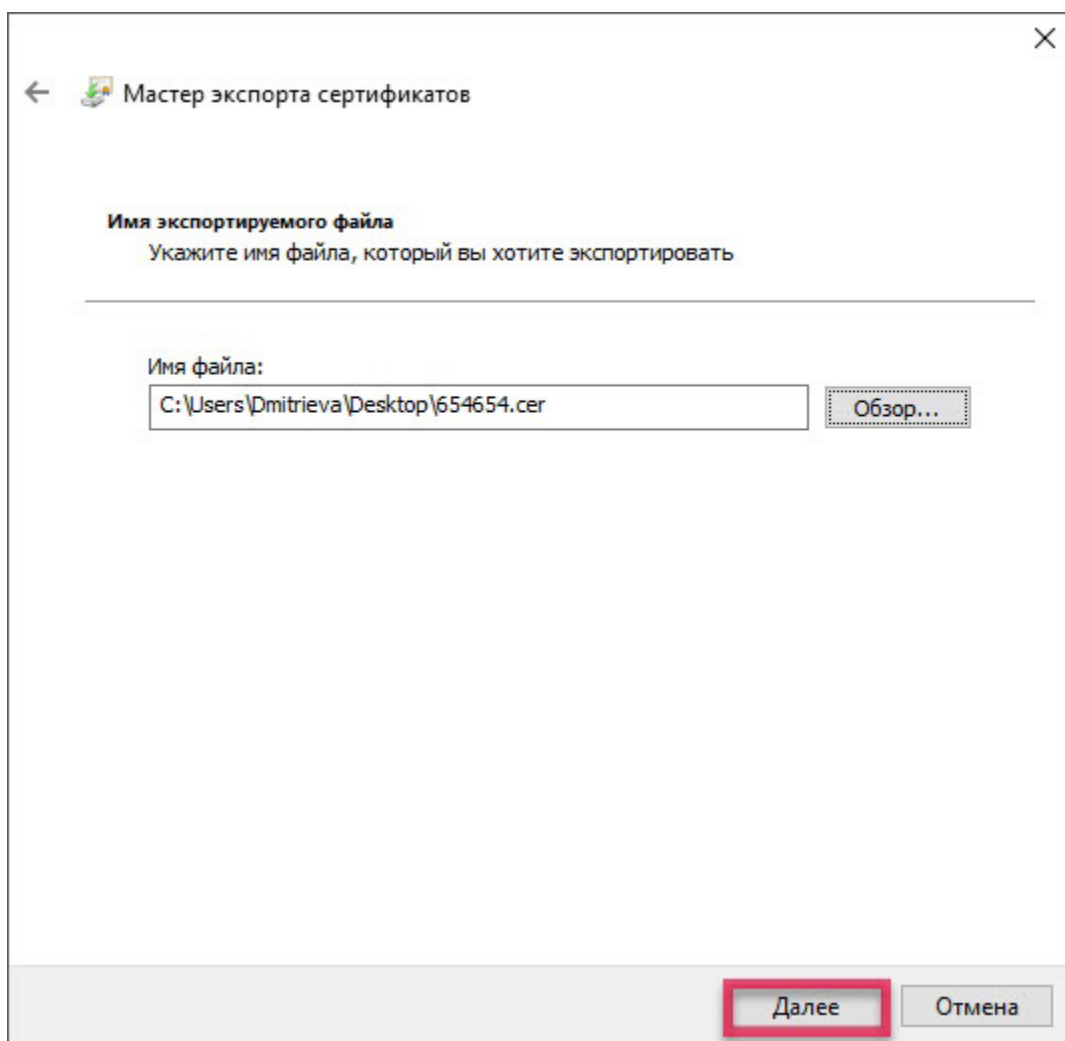 Мастер экспорта сертификатов
Имя экспортируемого файла
Укажите имя файла, который вы хотите экспортировать
Имя файла:
C:\Users\Dmitrieva\Desktop\654654.cer
Обзор...
Далее
Отмена